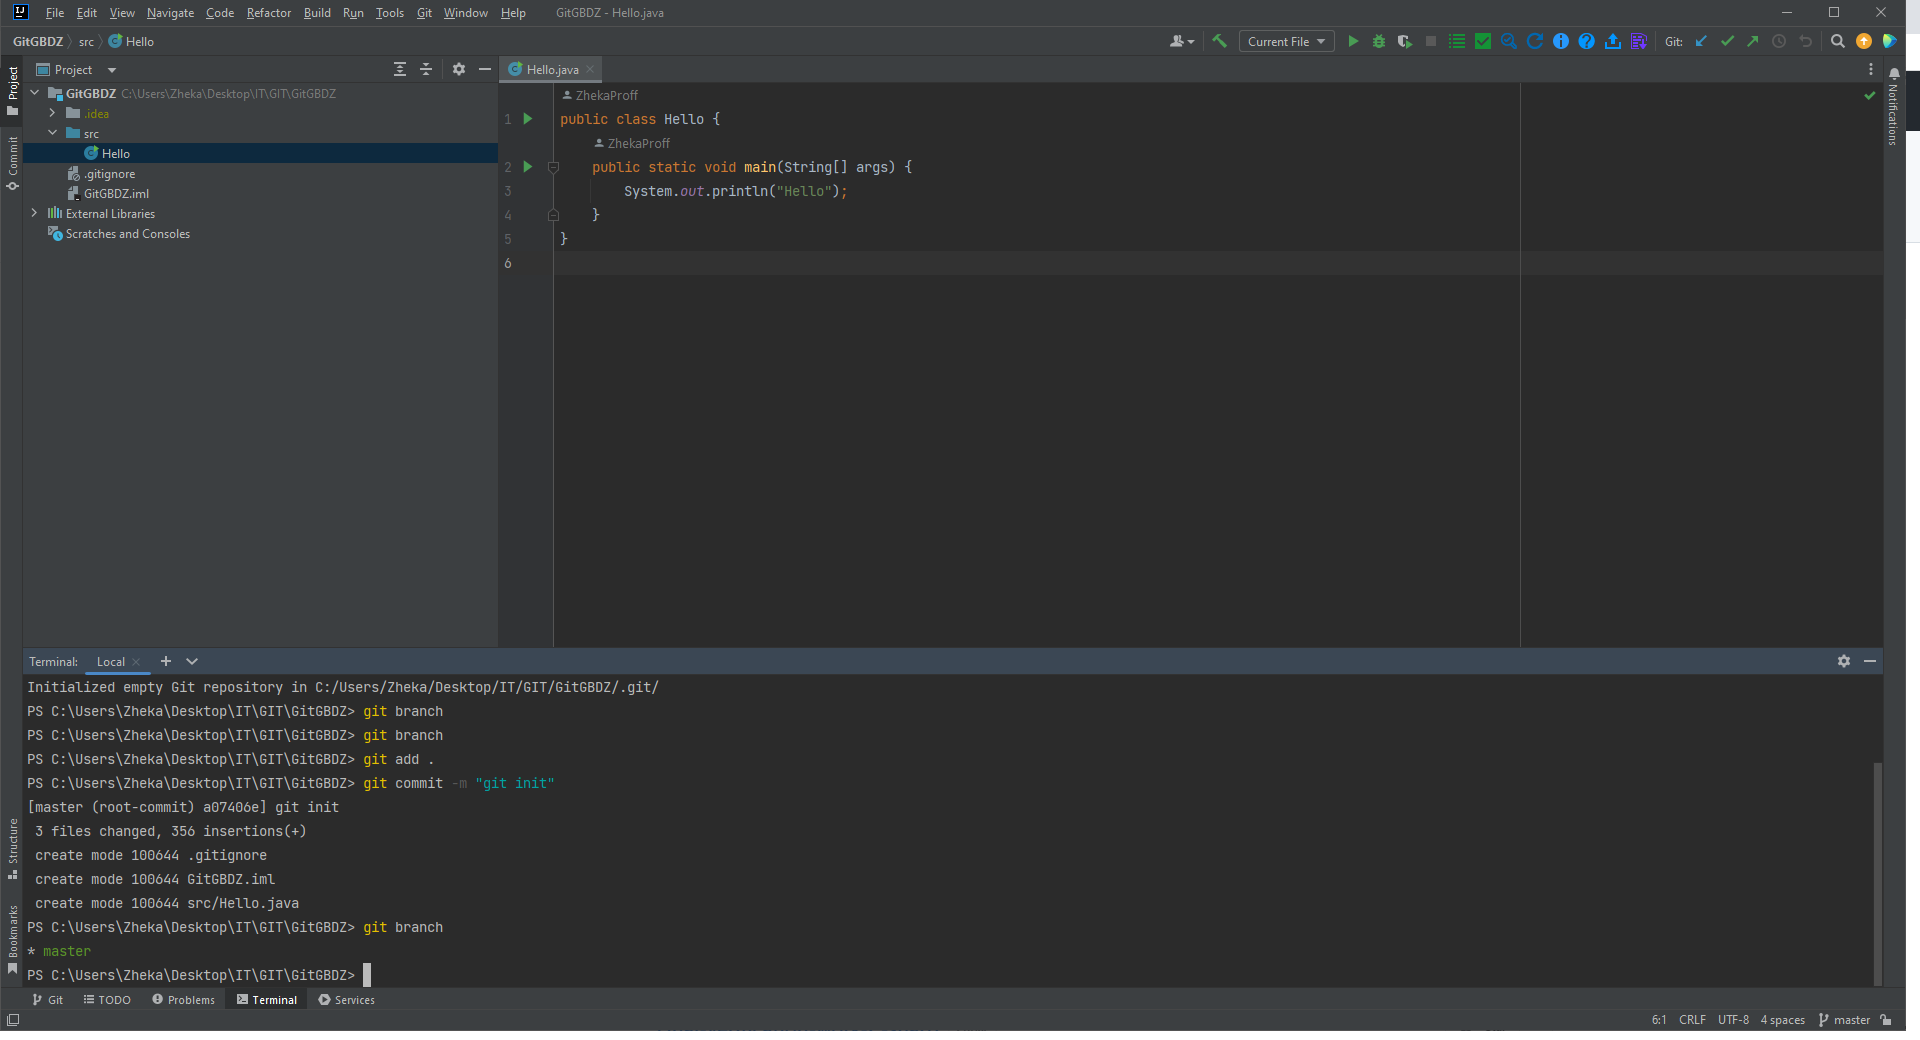 File Edit View Navigate Code Refactor Build Run Tools Git Window Help GitGBDZ - Hello.java
GitGBDZ src Hello
Current File Git:
Project
Hello.java
Project
Commit
Structure
Bookmarks
Notifications
GitGBDZ C:\Users\Zheka\Desktop\IT\GIT\GitGBDZ
.idea
src
Hello
.gitignore
GitGBDZ.iml
External Libraries
Scratches and Consoles
ZhekaProff
1 public class Hello {
ZhekaProff
2 public static void main(String[] args) {
3 System.out.println("Hello");
4 }
5 }
6
Terminal: Local
Initialized empty Git repository in C:/Users/Zheka/Desktop/IT/GIT/GitGBDZ/.git/
PS C:\Users\Zheka\Desktop\IT\GIT\GitGBDZ> git branch
PS C:\Users\Zheka\Desktop\IT\GIT\GitGBDZ> git branch
PS C:\Users\Zheka\Desktop\IT\GIT\GitGBDZ> git add .
PS C:\Users\Zheka\Desktop\IT\GIT\GitGBDZ> git commit -m "git init"
[master (root-commit) a07406e] git init
3 files changed, 356 insertions(+)
create mode 100644 .gitignore
create mode 100644 GitGBDZ.iml
create mode 100644 src/Hello.java
PS C:\Users\Zheka\Desktop\IT\GIT\GitGBDZ> git branch
* master
PS C:\Users\Zheka\Desktop\IT\GIT\GitGBDZ>
Git TODO Problems Terminal Services
6:1 CRLF UTF-8 4 spaces master